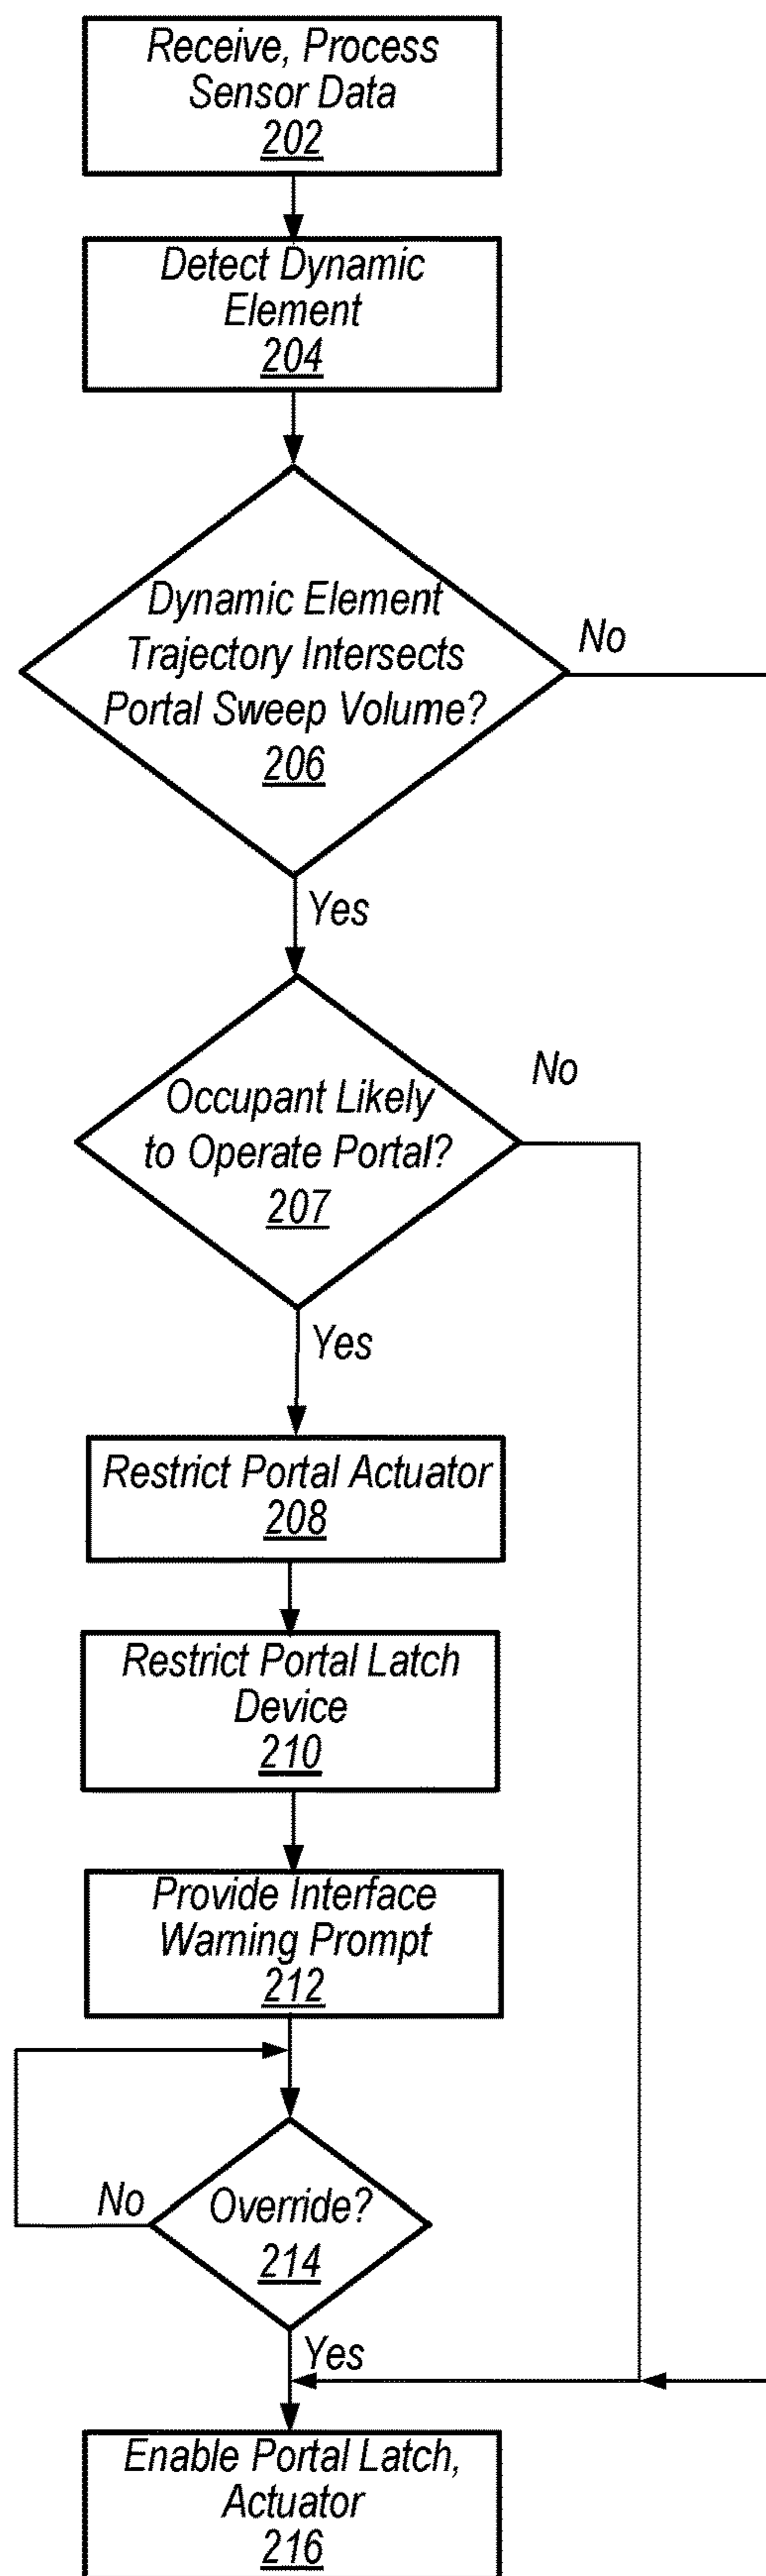 Receive, Process
Sensor Data
202
Detect Dynamic
Element
204
Dynamic Element
Trajectory Intersects
Portal Sweep Volume?
206
No
Yes
Occupant Likely
to Operate Portal?
207
No
Yes
Restrict Portal Actuator
208
Restrict Portal Latch
Device
210
Provide Interface
Warning Prompt
212
No
Override?
214
Yes
Enable Portal Latch,
Actuator
216